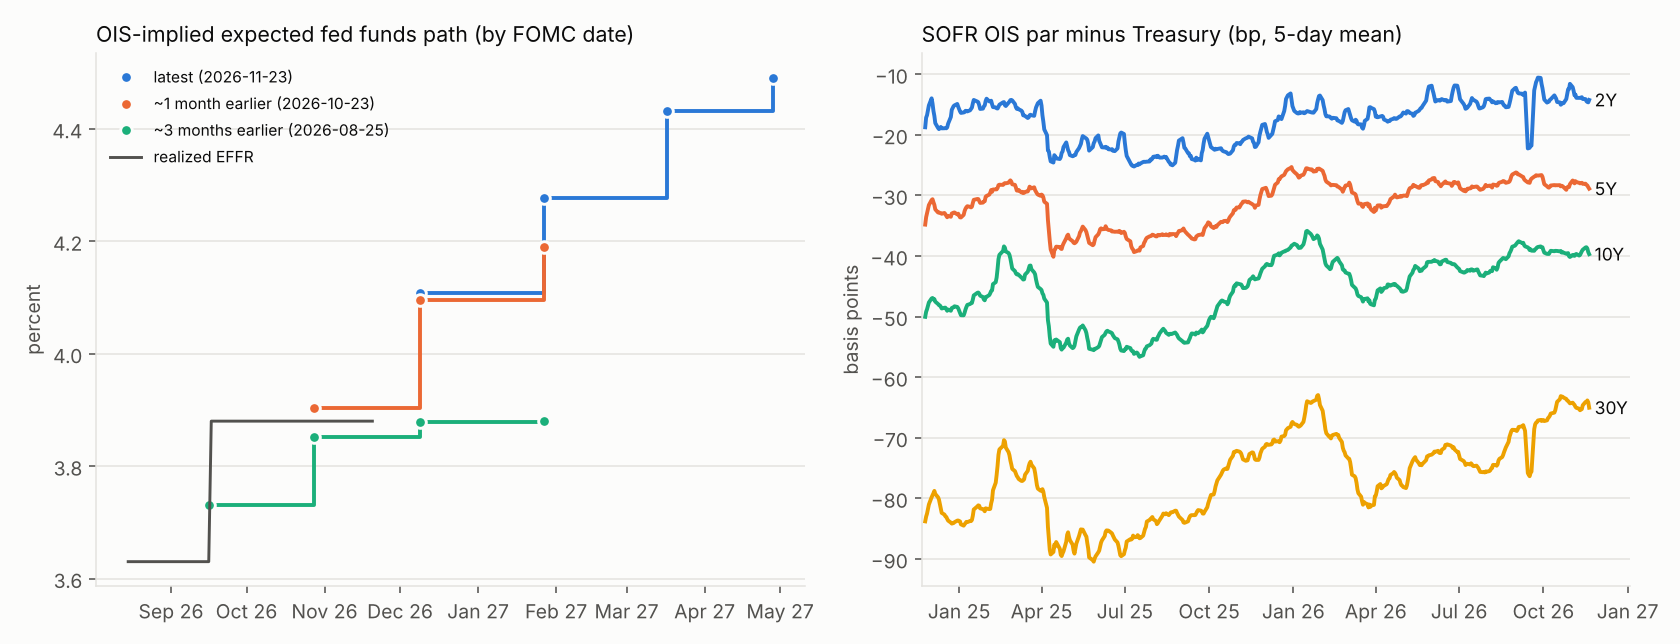 OIS-implied expected fed funds path (by FOMC date)
latest (2026-11-23)
~1 month earlier (2026-10-23)
~3 months earlier (2026-08-25)
realized EFFR
percent
4.4
4.2
4.0
3.8
3.6
Sep 26 Oct 26 Nov 26 Dec 26 Jan 27 Feb 27 Mar 27 Apr 27 May 27
SOFR OIS par minus Treasury (bp, 5-day mean)
basis points
−10
−20
−30
−40
−50
−60
−70
−80
−90
2Y
5Y
10Y
30Y
Jan 25 Apr 25 Jul 25 Oct 25 Jan 26 Apr 26 Jul 26 Oct 26 Jan 27